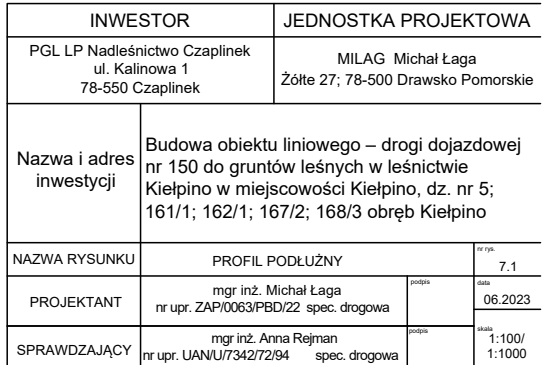 INWESTOR
JEDNOSTKA PROJEKTOWA
PGL LP Nadleśnictwo Czaplinek
ul. Kalinowa 1
78-550 Czaplinek
MILAG Michał Łaga
Żółte 27; 78-500 Drawsko Pomorskie
Nazwa i adres
inwestycji
Budowa obiektu liniowego – drogi dojazdowej
nr 150 do gruntów leśnych w leśnictwie
Kiełpino w miejscowości Kiełpino, dz. nr 5;
161/1; 162/1; 167/2; 168/3 obręb Kiełpino
NAZWA RYSUNKU
PROFIL PODŁUŻNY
nr rys.
7.1
PROJEKTANT
mgr inż. Michał Łaga
nr upr. ZAP/0063/PBD/22 spec. drogowa
podpis
data
06.2023
SPRAWDZAJĄCY
mgr inż. Anna Rejman
nr upr. UAN/U/7342/72/94 spec. drogowa
podpis
skala
1:100/
1:1000